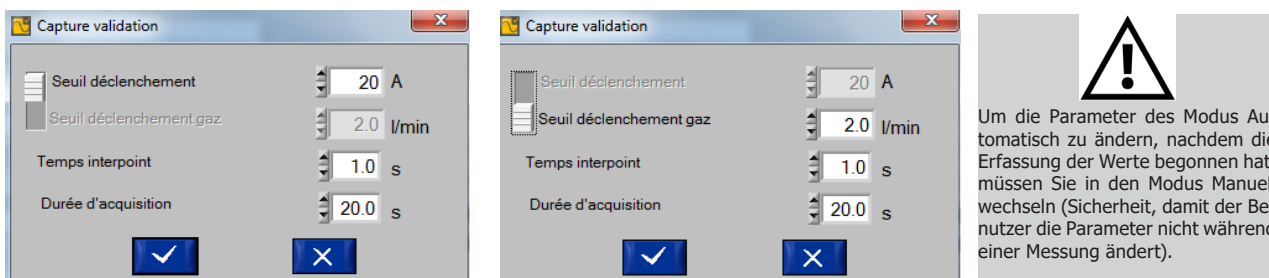 Capture validation
Seuil déclenchement 20 A
Seuil déclenchement gaz 2.0 l/min
Temps interpoint 1.0 s
Durée d'acquisition 20.0 s
Capture validation
Seuil déclenchement 20 A
Seuil déclenchement gaz 2.0 l/min
Temps interpoint 1.0 s
Durée d'acquisition 20.0 s
Um die Parameter des Modus Au
tomatisch zu ändern, nachdem die
Erfassung der Werte begonnen hat
müssen Sie in den Modus Manuel
wechseln (Sicherheit, damit der Be
nutzer die Parameter nicht während
einer Messung ändert).